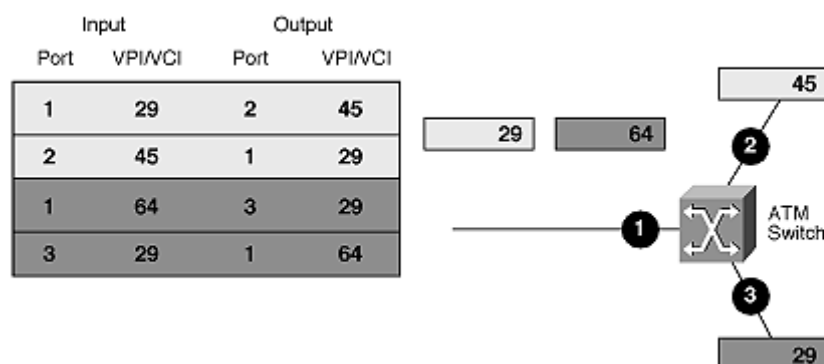 Input Output
Port VPI/VCI Port VPI/VCI
1 29 2 45
2 45 1 29
1 64 3 29
3 29 1 64
29 64
45
2
1
ATM
Switch
3
29